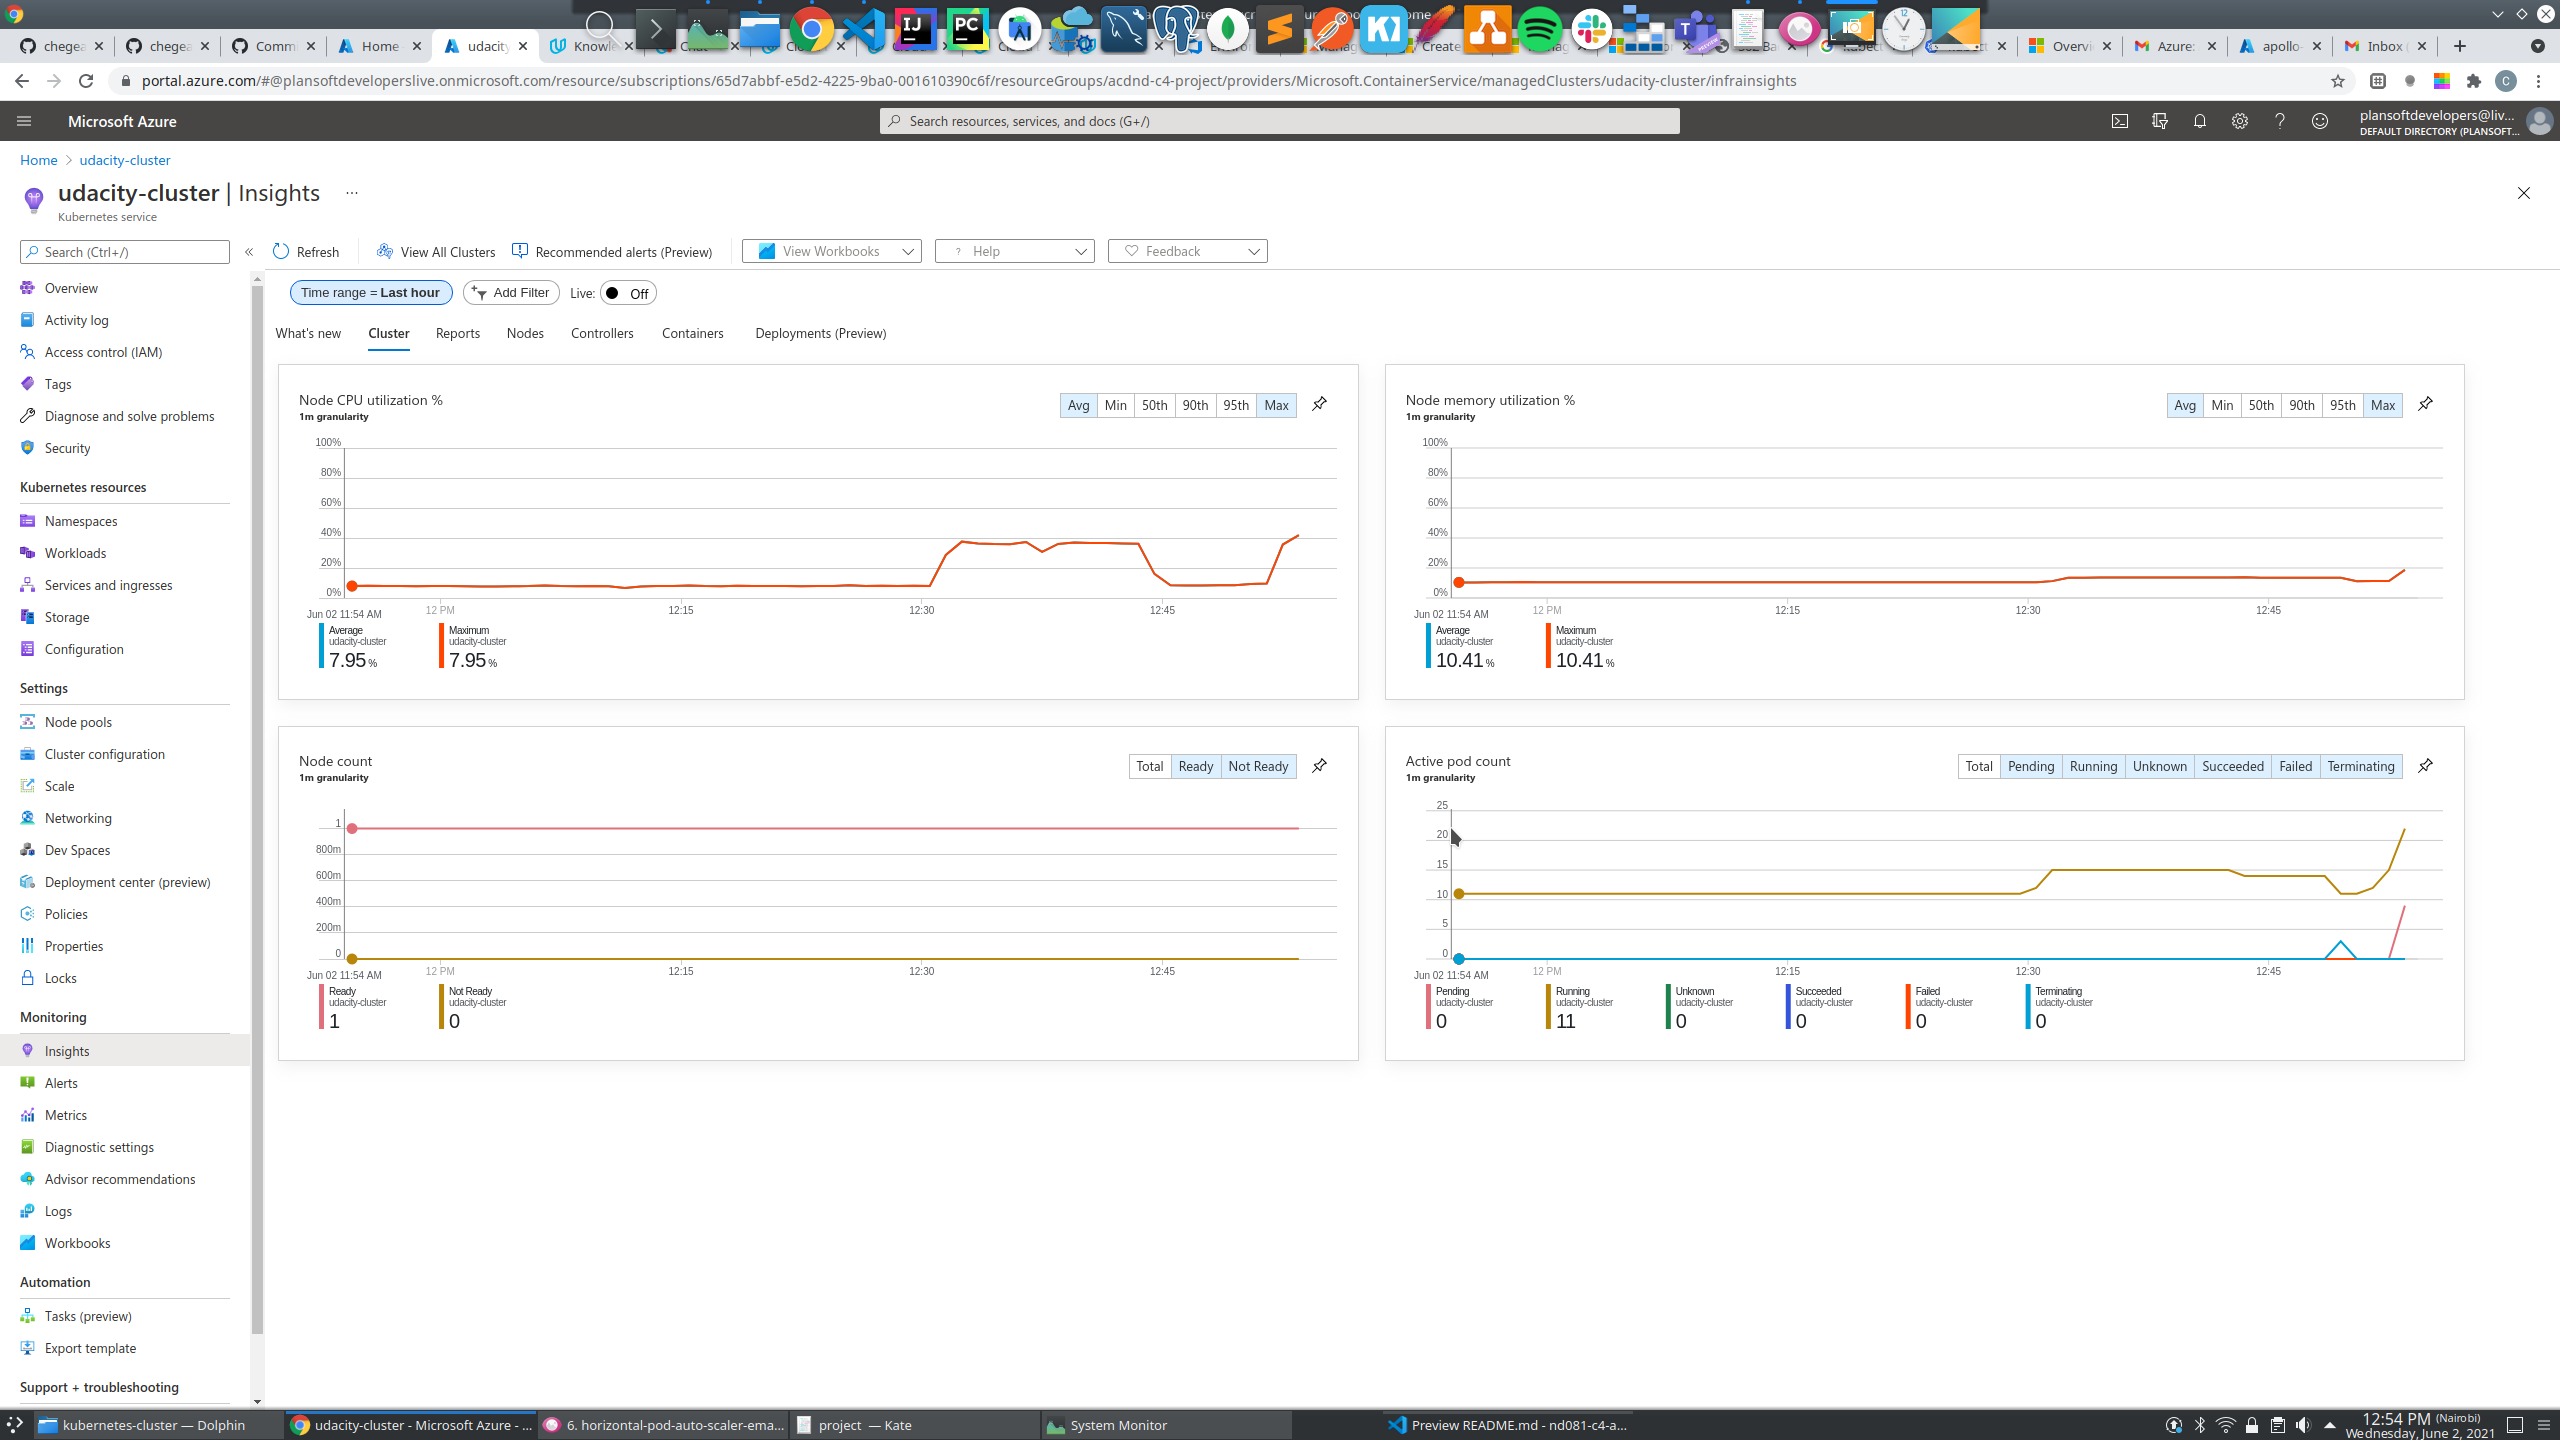 chegea
chegea
Comm
Home
udacity
Knowle
Overvi
Azure:
apollo-
Inbox (
portal.azure.com/#@plansoftdeveloperslive.onmicrosoft.com/resource/subscriptions/65d7abbf-e5d2-4225-9ba0-001610390c6f/resourceGroups/acdnd-c4-project/providers/Microsoft.ContainerService/managedClusters/udacity-cluster/infrainsights
Microsoft Azure
Search resources, services, and docs (G+/)
plansoftdevelopers@liv...
DEFAULT DIRECTORY (PLANSOFT...
Home > udacity-cluster
udacity-cluster | Insights ...
Kubernetes service
Search (Ctrl+/)
Refresh
View All Clusters
Recommended alerts (Preview)
View Workbooks
Help
Feedback
Time range = Last hour
Add Filter
Live: Off
What's new Cluster Reports Nodes Controllers Containers Deployments (Preview)
Overview
Activity log
Access control (IAM)
Tags
Diagnose and solve problems
Security
Kubernetes resources
Namespaces
Workloads
Services and ingresses
Storage
Configuration
Settings
Node pools
Cluster configuration
Scale
Networking
Dev Spaces
Deployment center (preview)
Policies
Properties
Locks
Monitoring
Insights
Alerts
Metrics
Diagnostic settings
Advisor recommendations
Logs
Workbooks
Automation
Tasks (preview)
Export template
Support + troubleshooting
Node CPU utilization %
1m granularity
Avg Min 50th 90th 95th Max
100%
80%
60%
40%
20%
0%
Jun 02 11:54 AM 12 PM 12:15 12:30 12:45
Average
udacity-cluster
7.95 %
Maximum
udacity-cluster
7.95 %
Node memory utilization %
1m granularity
Avg Min 50th 90th 95th Max
100%
80%
60%
40%
20%
0%
Jun 02 11:54 AM 12 PM 12:15 12:30 12:45
Average
udacity-cluster
10.41 %
Maximum
udacity-cluster
10.41 %
Node count
1m granularity
Total Ready Not Ready
1
800m
600m
400m
200m
0
Jun 02 11:54 AM 12 PM 12:15 12:30 12:45
Ready
udacity-cluster
1
Not Ready
udacity-cluster
0
Active pod count
1m granularity
Total Pending Running Unknown Succeeded Failed Terminating
25
20
15
10
5
0
Jun 02 11:54 AM 12 PM 12:15 12:30 12:45
Pending
udacity-cluster
0
Running
udacity-cluster
11
Unknown
udacity-cluster
0
Succeeded
udacity-cluster
0
Failed
udacity-cluster
0
Terminating
udacity-cluster
0
kubernetes-cluster — Dolphin
udacity-cluster - Microsoft Azure - ...
6. horizontal-pod-auto-scaler-ema...
project — Kate
System Monitor
Preview README.md - nd081-c4-a...
12:54 PM (Nairobi)
Wednesday, June 2, 2021